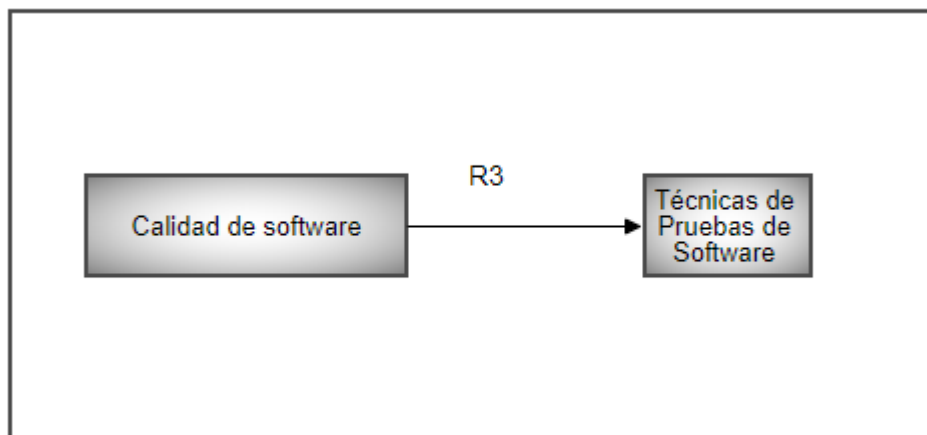 R3
Calidad de software
Técnicas de
Pruebas de
Software